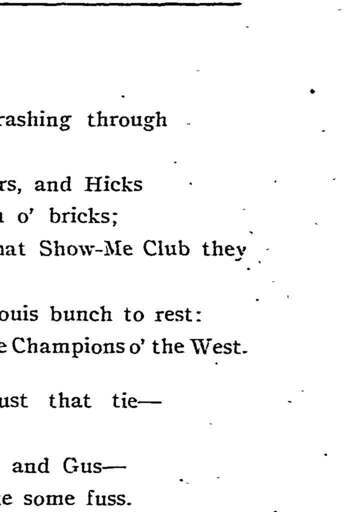 rashing through
rs, and Hicks
o' bricks;
hat Show-Me Club they
ouis bunch to rest:
e Champions o' the West.
ust that tie—
and Gus—
e some fuss.